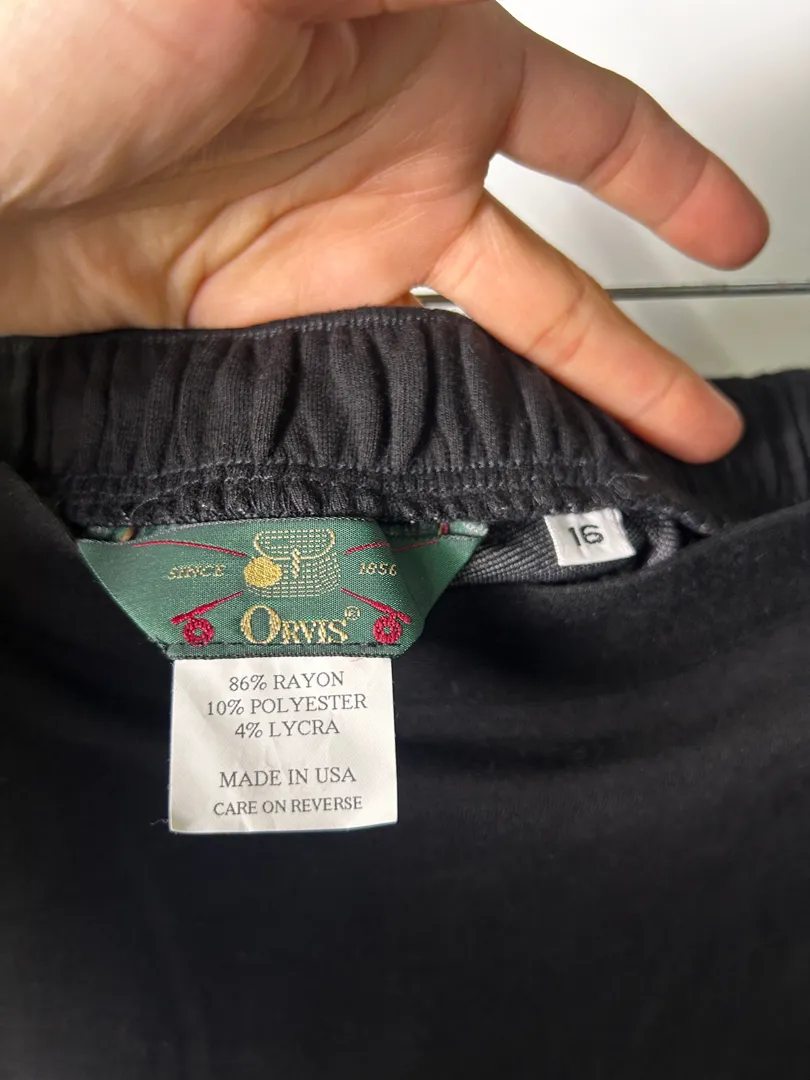 SINCE 1856
ORVIS®
16
86% RAYON
10% POLYESTER
4% LYCRA
MADE IN USA
CARE ON REVERSE